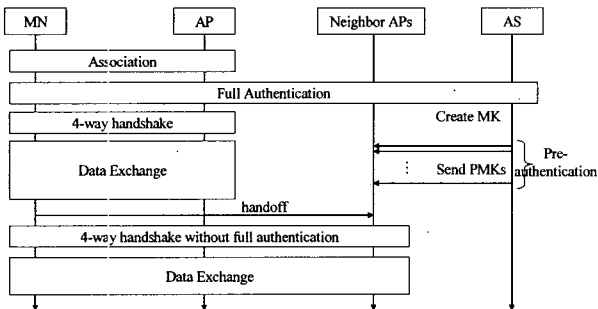 MN
AP
Neighbor APs
AS
Association
Full Authentication
Create MK
4-way handshake
Data Exchange
Send PMKs
Pre-
authentication
handoff
4-way handshake without full authentication
Data Exchange